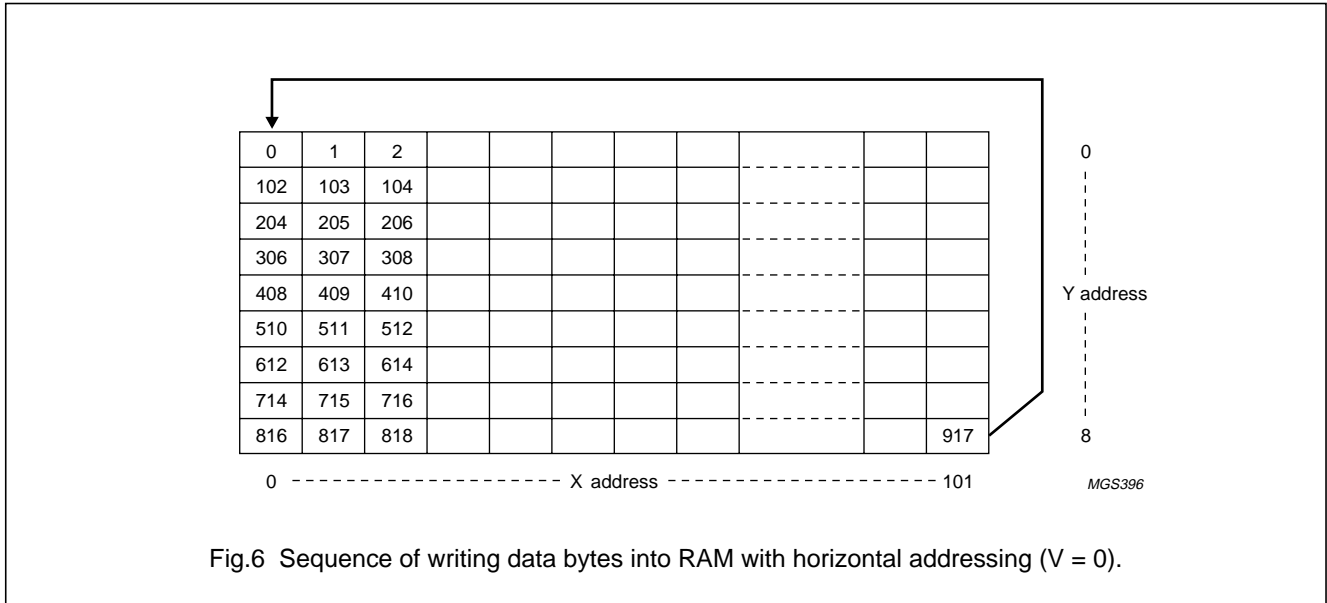 0 1 2 0
102 103 104
204 205 206
306 307 308
408 409 410 Y address
510 511 512
612 613 614
714 715 716
816 817 818 917 8
0 X address 101 MGS396
Fig.6 Sequence of writing data bytes into RAM with horizontal addressing (V = 0).